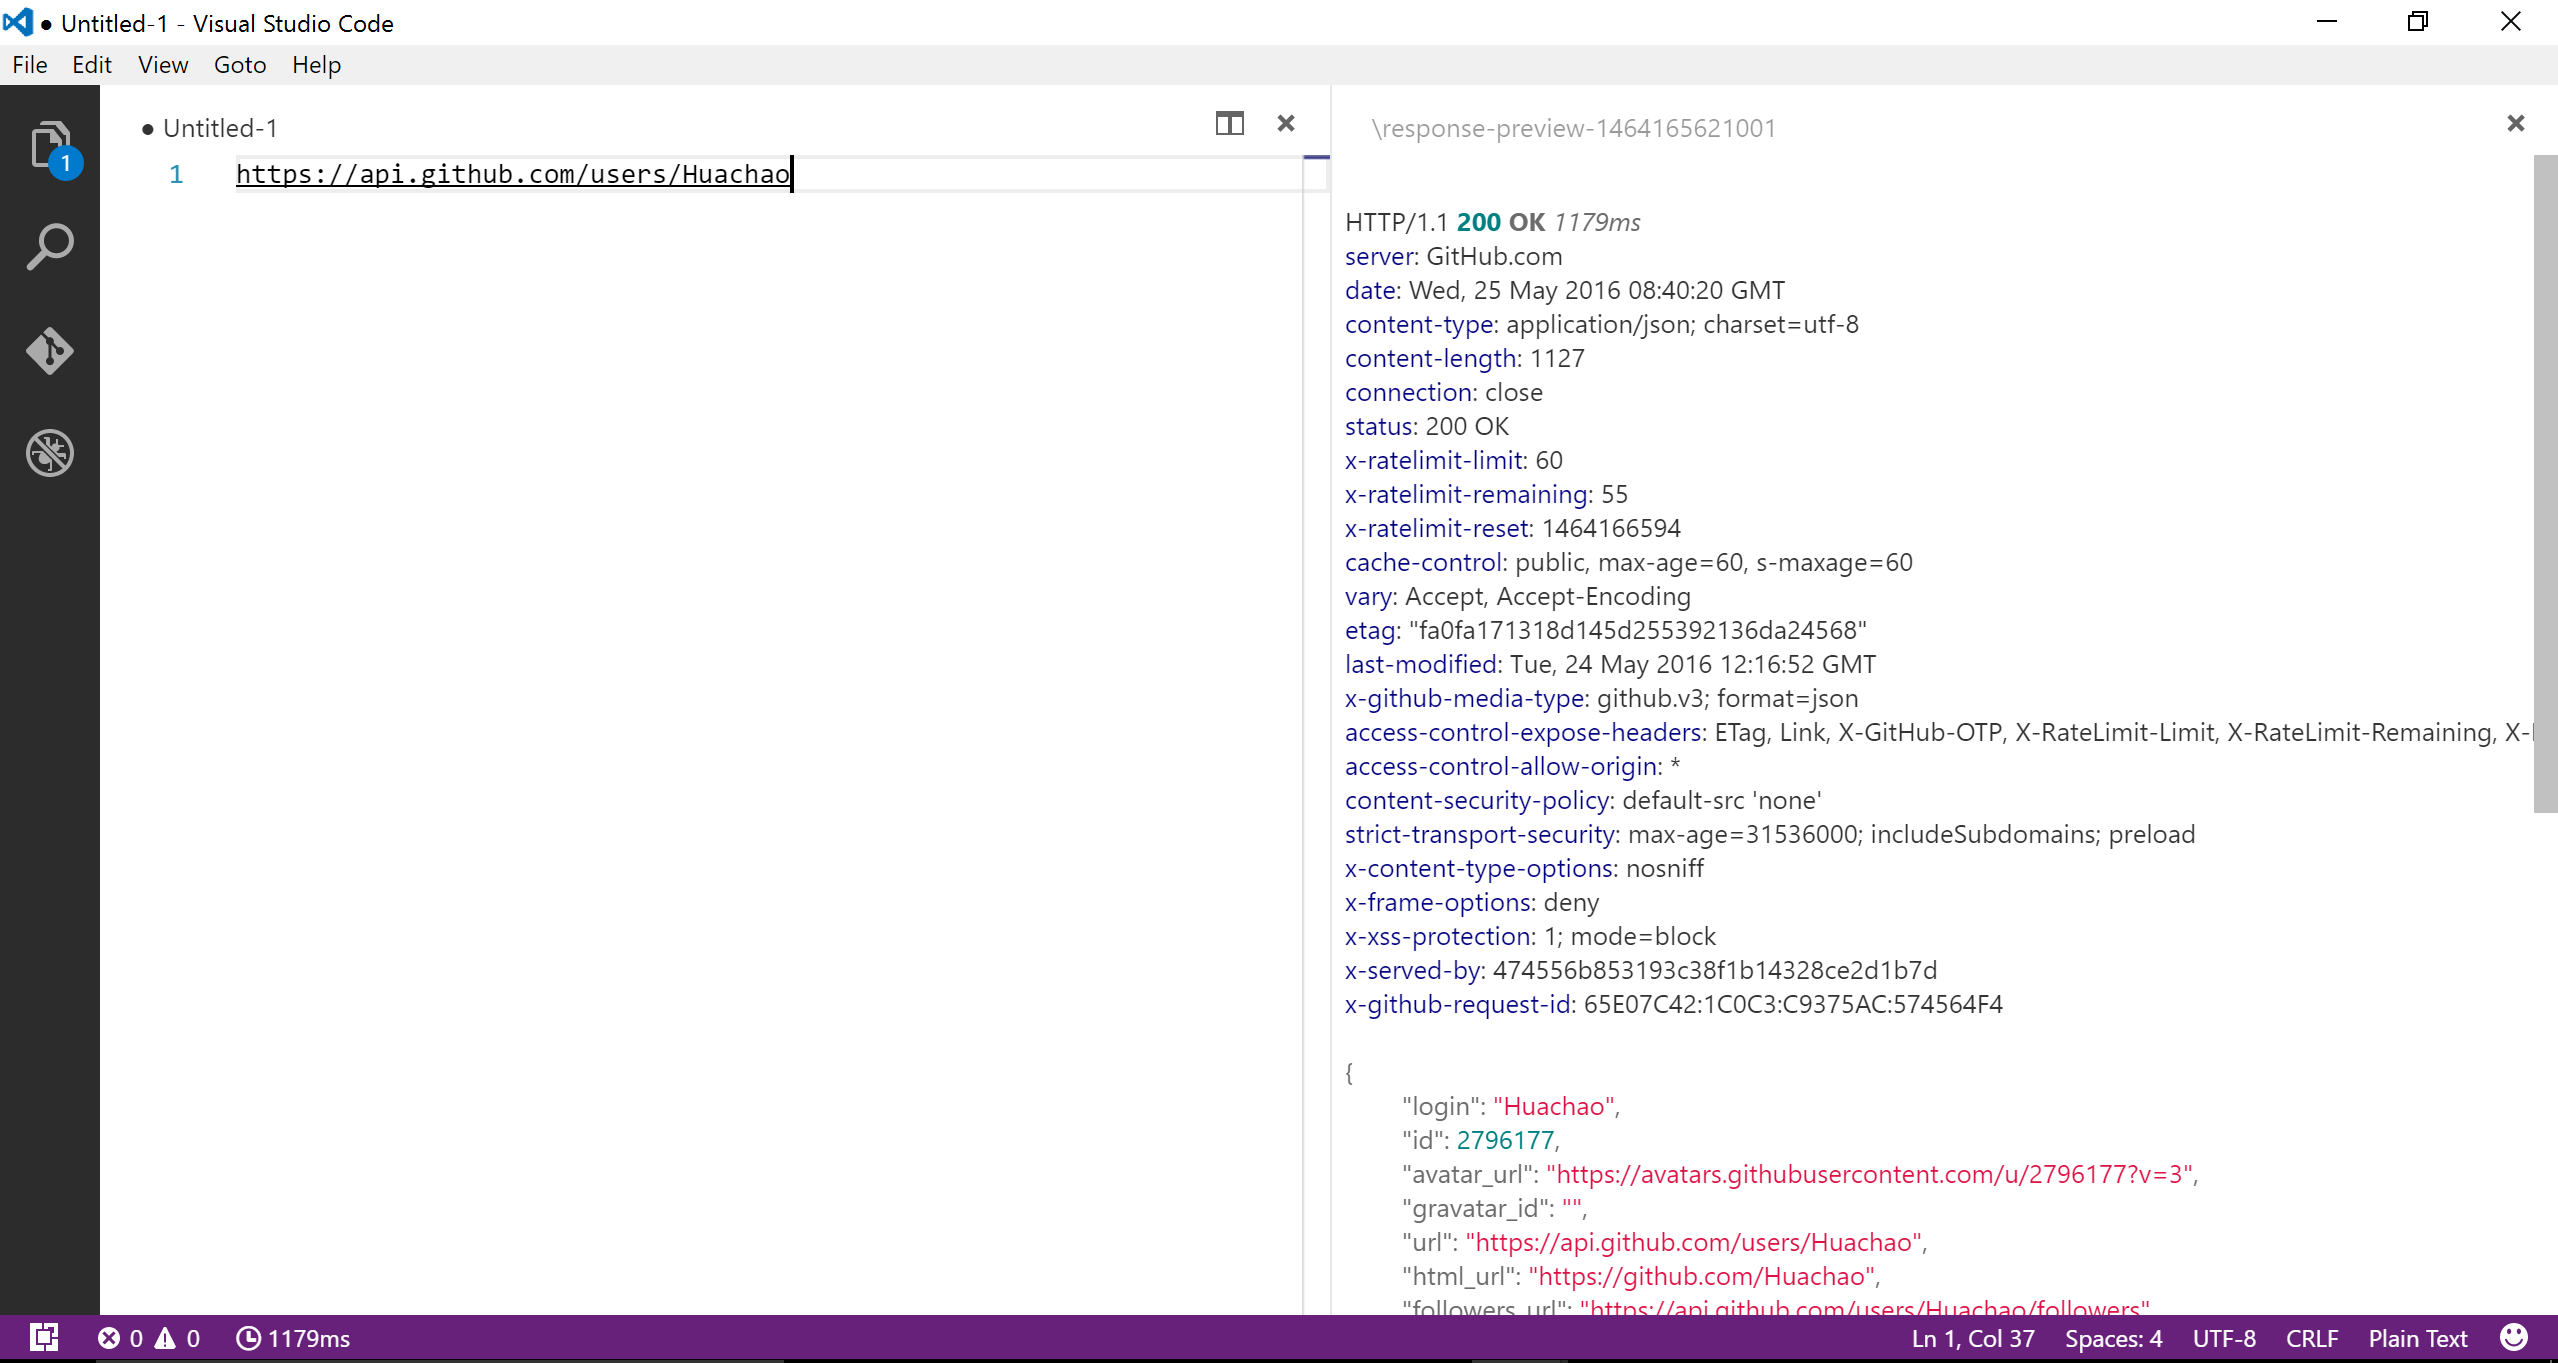 ● Untitled-1 - Visual Studio Code
File Edit View Goto Help
1
● Untitled-1
1 https://api.github.com/users/Huachao
\response-preview-1464165621001
HTTP/1.1 200 OK 1179ms
server: GitHub.com
date: Wed, 25 May 2016 08:40:20 GMT
content-type: application/json; charset=utf-8
content-length: 1127
connection: close
status: 200 OK
x-ratelimit-limit: 60
x-ratelimit-remaining: 55
x-ratelimit-reset: 1464166594
cache-control: public, max-age=60, s-maxage=60
vary: Accept, Accept-Encoding
etag: "fa0fa171318d145d255392136da24568"
last-modified: Tue, 24 May 2016 12:16:52 GMT
x-github-media-type: github.v3; format=json
access-control-expose-headers: ETag, Link, X-GitHub-OTP, X-RateLimit-Limit, X-RateLimit-Remaining, X-
access-control-allow-origin: *
content-security-policy: default-src 'none'
strict-transport-security: max-age=31536000; includeSubdomains; preload
x-content-type-options: nosniff
x-frame-options: deny
x-xss-protection: 1; mode=block
x-served-by: 474556b853193c38f1b14328ce2d1b7d
x-github-request-id: 65E07C42:1C0C3:C9375AC:574564F4
{
"login": "Huachao",
"id": 2796177,
"avatar_url": "https://avatars.githubusercontent.com/u/2796177?v=3",
"gravatar_id": "",
"url": "https://api.github.com/users/Huachao",
"html_url": "https://github.com/Huachao",
"followers_url": "https://api.github.com/users/Huachao/followers"
0 0 1179ms
Ln 1, Col 37 Spaces: 4 UTF-8 CRLF Plain Text